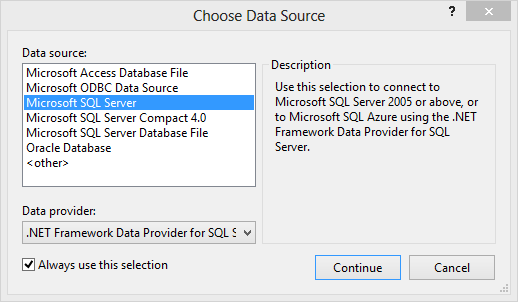 Choose Data Source
?
Data source:
Microsoft Access Database File
Microsoft ODBC Data Source
Microsoft SQL Server
Microsoft SQL Server Compact 4.0
Microsoft SQL Server Database File
Oracle Database
<other>
Description
Use this selection to connect to
Microsoft SQL Server 2005 or above, or
to Microsoft SQL Azure using the .NET
Framework Data Provider for SQL
Server.
Data provider:
.NET Framework Data Provider for SQL S
Always use this selection
Continue
Cancel